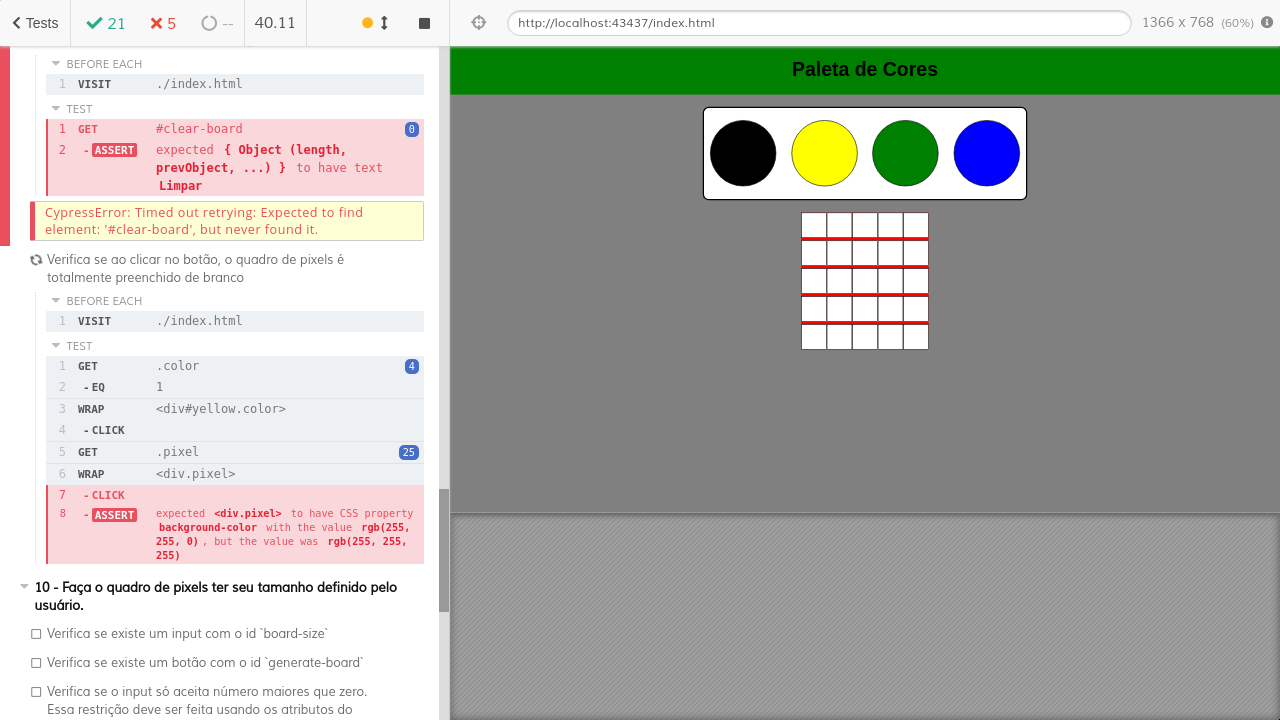 Tests
21
5
--
40.11
http://localhost:43437/index.html
1366 x 768 (60%)
BEFORE EACH
1 VISIT ./index.html
TEST
1 GET #clear-board 0
2 - ASSERT expected { Object (length,
prevObject, ...) } to have text
Limpar
CypressError: Timed out retrying: Expected to find
element: '#clear-board', but never found it.
Verifica se ao clicar no botão, o quadro de pixels é
totalmente preenchido de branco
BEFORE EACH
1 VISIT ./index.html
TEST
1 GET .color 4
2 - EQ 1
3 WRAP <div#yellow.color>
4 - CLICK
5 GET .pixel 25
6 WRAP <div.pixel>
7 - CLICK
8 - ASSERT expected <div.pixel> to have CSS property
background-color with the value rgb(255,
255, 0) , but the value was rgb(255, 255,
255)
10 - Faça o quadro de pixels ter seu tamanho definido pelo
usuário.
Verifica se existe um input com o id `board-size`
Verifica se existe um botão com o id `generate-board`
Verifica se o input só aceita número maiores que zero.
Essa restrição deve ser feita usando os atributos do
Paleta de Cores